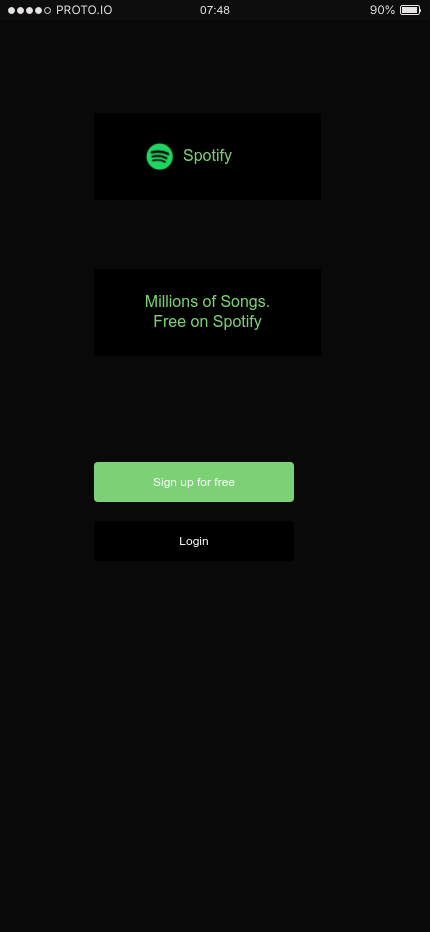 PROTO.IO 07:48 90%
Spotify
Millions of Songs.
Free on Spotify
Sign up for free
Login